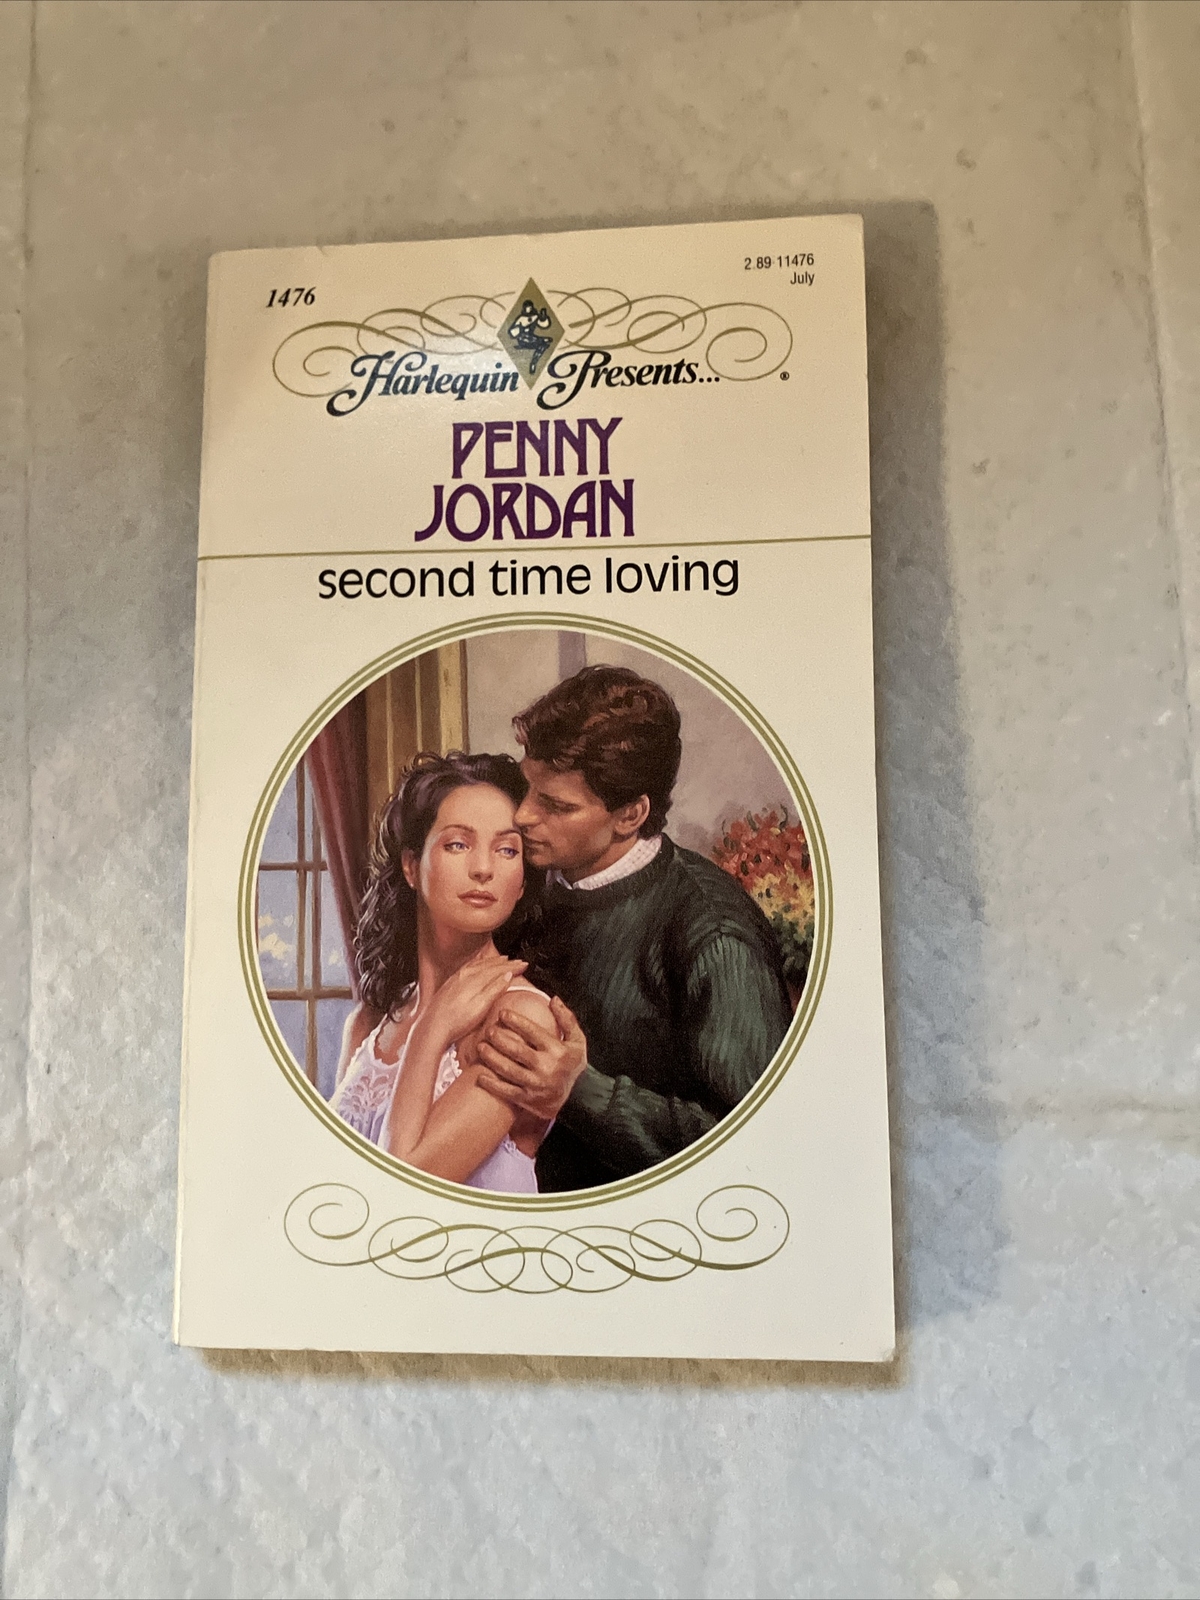 1476
2.89-11476
July
Harlequin Presents...®
PENNY
JORDAN
second time loving